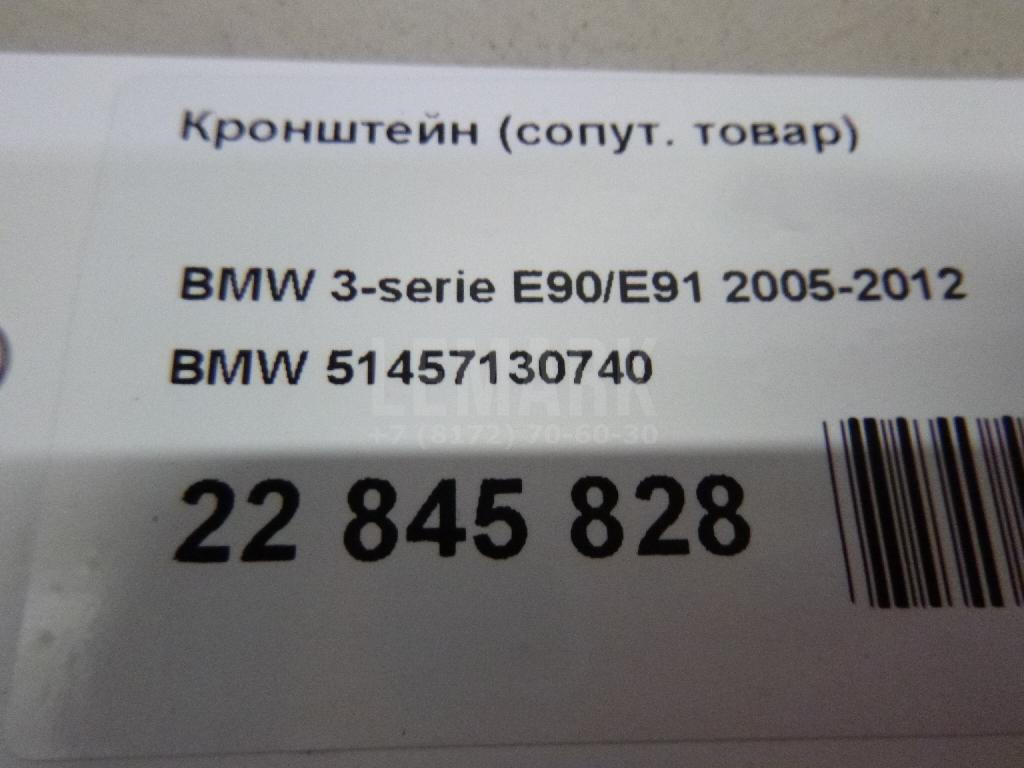 Кронштейн (сопут. товар)
BMW 3-serie E90/E91 2005-2012
BMW 51457130740
LEMARK
+7 (8172) 70-60-30
22 845 828